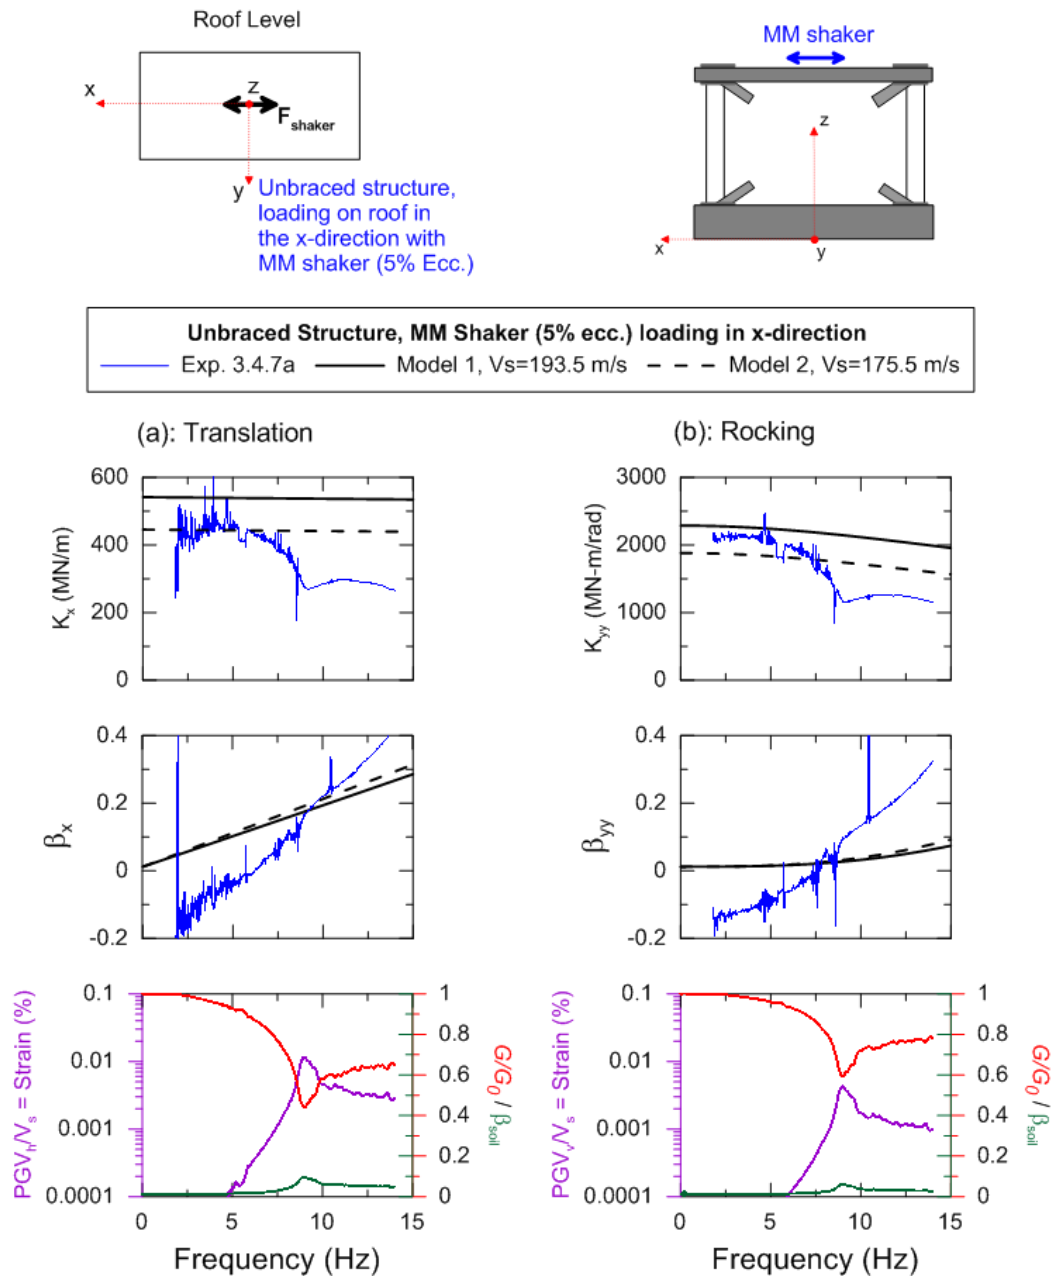 Roof Level
MM shaker
x
z
F shaker
y
Unbraced structure,
loading on roof in
the x-direction with
MM shaker (5% Ecc.)
z
x
y
Unbraced Structure, MM Shaker (5% ecc.) loading in x-direction
Exp. 3.4.7a
Model 1, Vs=193.5 m/s
Model 2, Vs=175.5 m/s
(a): Translation
(b): Rocking
Kx (MN/m)
600
400
200
0
Kyy (MN-m/rad)
3000
2000
1000
0
βx
0.4
0.2
0
-0.2
βyy
0.4
0.2
0
-0.2
PGVh/Vs = Strain (%)
0.1
0.01
0.001
0.0001
1
0.8
0.6
0.4
0.2
0
G/G0 / βsoil
0
5
10
15
Frequency (Hz)
PGVv/Vs = Strain (%)
0.1
0.01
0.001
0.0001
1
0.8
0.6
0.4
0.2
0
G/G0 / βsoil
0
5
10
15
Frequency (Hz)